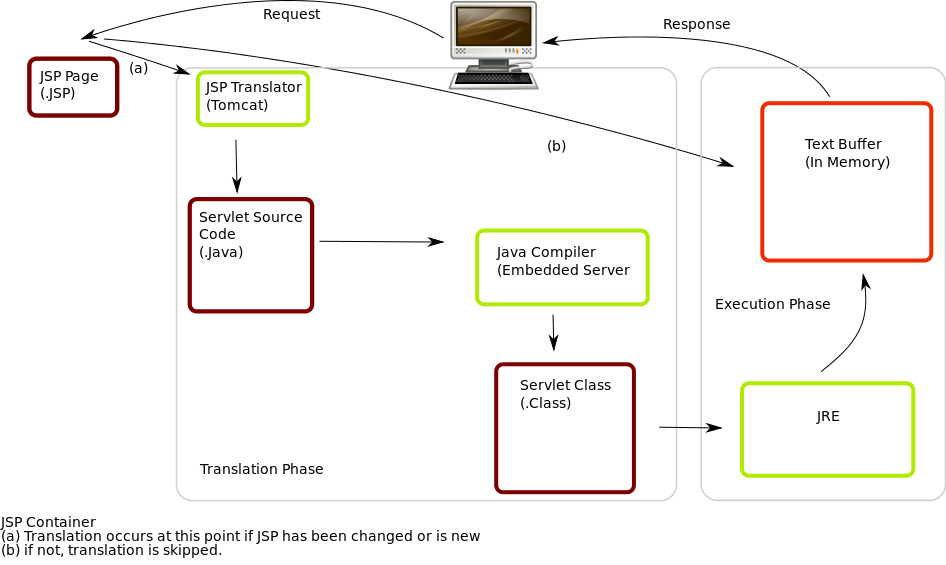 Request
Response
(a)
JSP Page
(.JSP)
JSP Translator
(Tomcat)
(b)
Text Buffer
(In Memory)
Servlet Source
Code
(.Java)
Java Compiler
(Embedded Server
Execution Phase
Servlet Class
(.Class)
JRE
Translation Phase
JSP Container
(a) Translation occurs at this point if JSP has been changed or is new
(b) if not, translation is skipped.